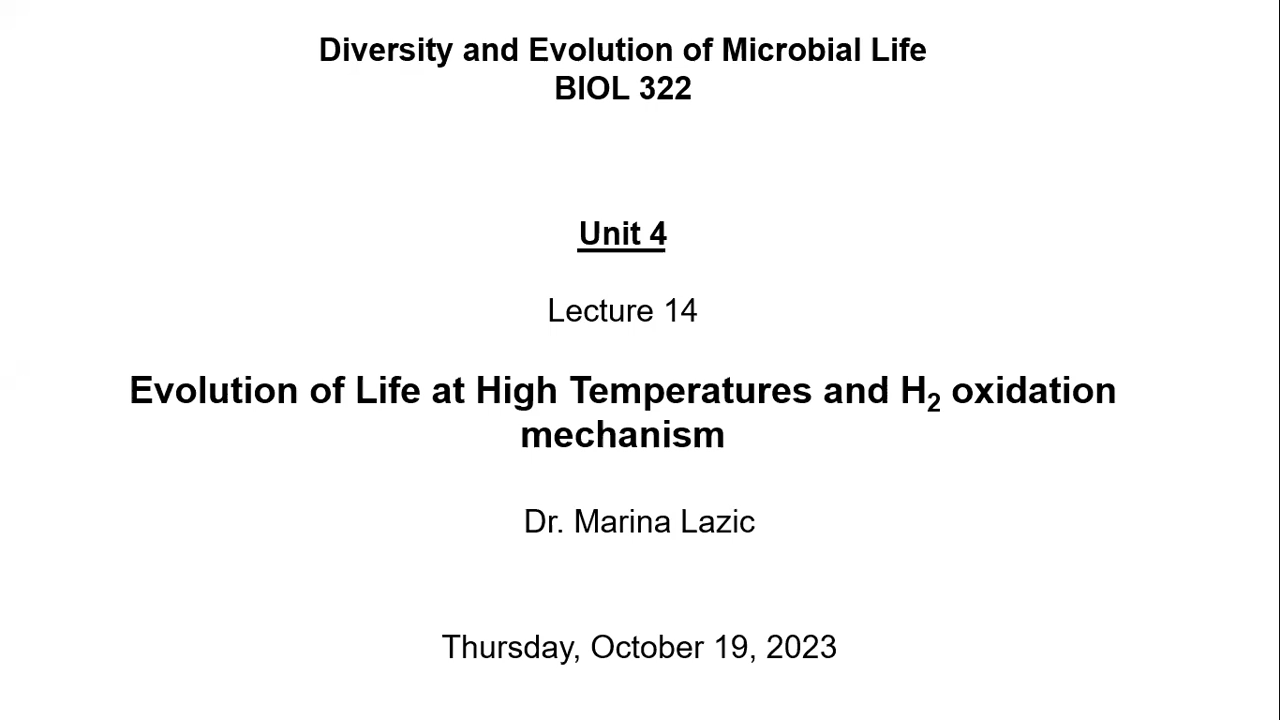 Diversity and Evolution of Microbial Life
BIOL 322
Unit 4
Lecture 14
Evolution of Life at High Temperatures and H₂ oxidation
mechanism
Dr. Marina Lazic
Thursday, October 19, 2023